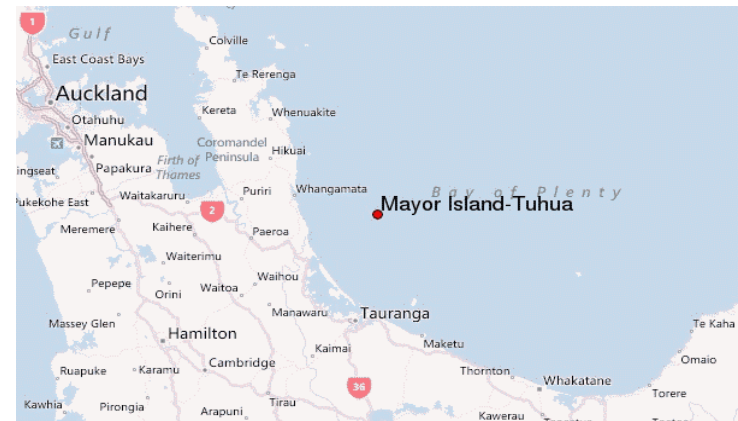 1
Gulf
Colville
East Coast Bays
Te Rerenga
Auckland
Kereta
Whenuakite
Otahuhu
Manukau
Coromandel
Peninsula
Hikuai
Firth of
Thames
Papakura
ingseat
Waitakaruru
Puriri
Whangamata
Bay of Plenty
Pukekohe East
2
Mayor Island-Tuhua
Meremere
Kaihere
Paeroa
Waiterimu
Waihou
Pepepe
Orini
Waitoa
Manawaru
Tauranga
Massey Glen
Te Kaha
Hamilton
Maketu
Kaimai
Omaio
Cambridge
Ruapuke
Karamu
Thornton
Whakatane
36
Torere
Kawhia
Pirongia
Tirau
Arapuni
Kawerau